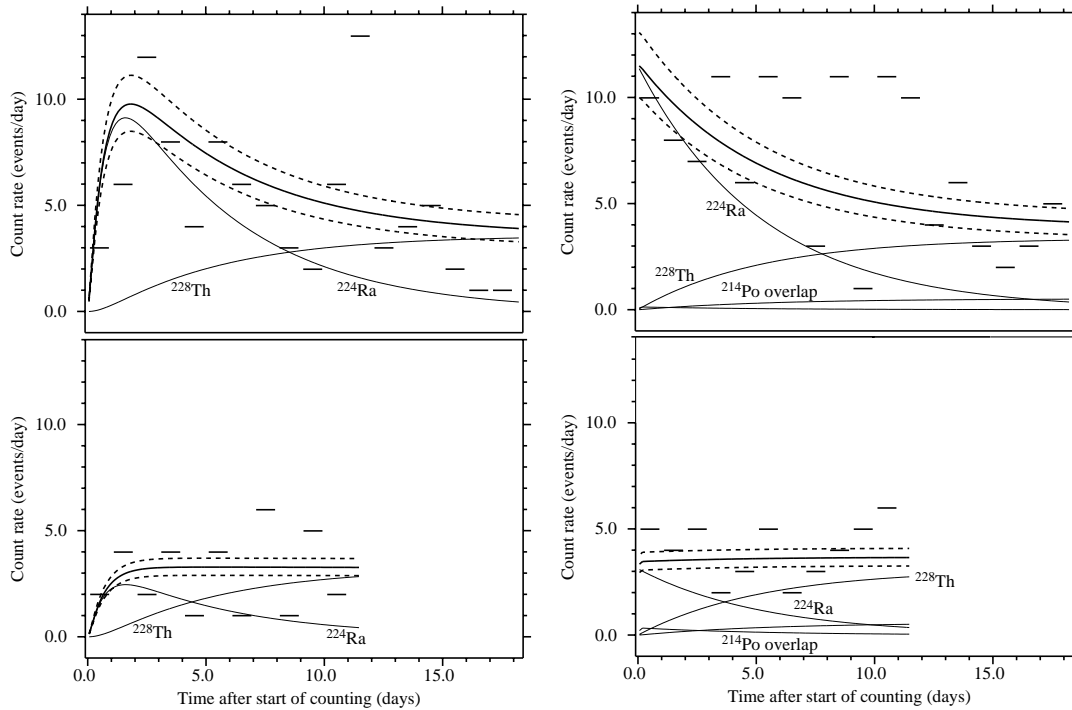 10.0
5.0
0.0
Count rate (events/day)
²²⁸Th
²²⁴Ra
10.0
5.0
0.0
Count rate (events/day)
²²⁴Ra
²²⁸Th
²¹⁴Po overlap
10.0
5.0
0.0
Count rate (events/day)
²²⁸Th
²²⁴Ra
0.0 5.0 10.0 15.0
Time after start of counting (days)
10.0
5.0
0.0
Count rate (events/day)
²²⁸Th
²²⁴Ra
²¹⁴Po overlap
0.0 5.0 10.0 15.0
Time after start of counting (days)